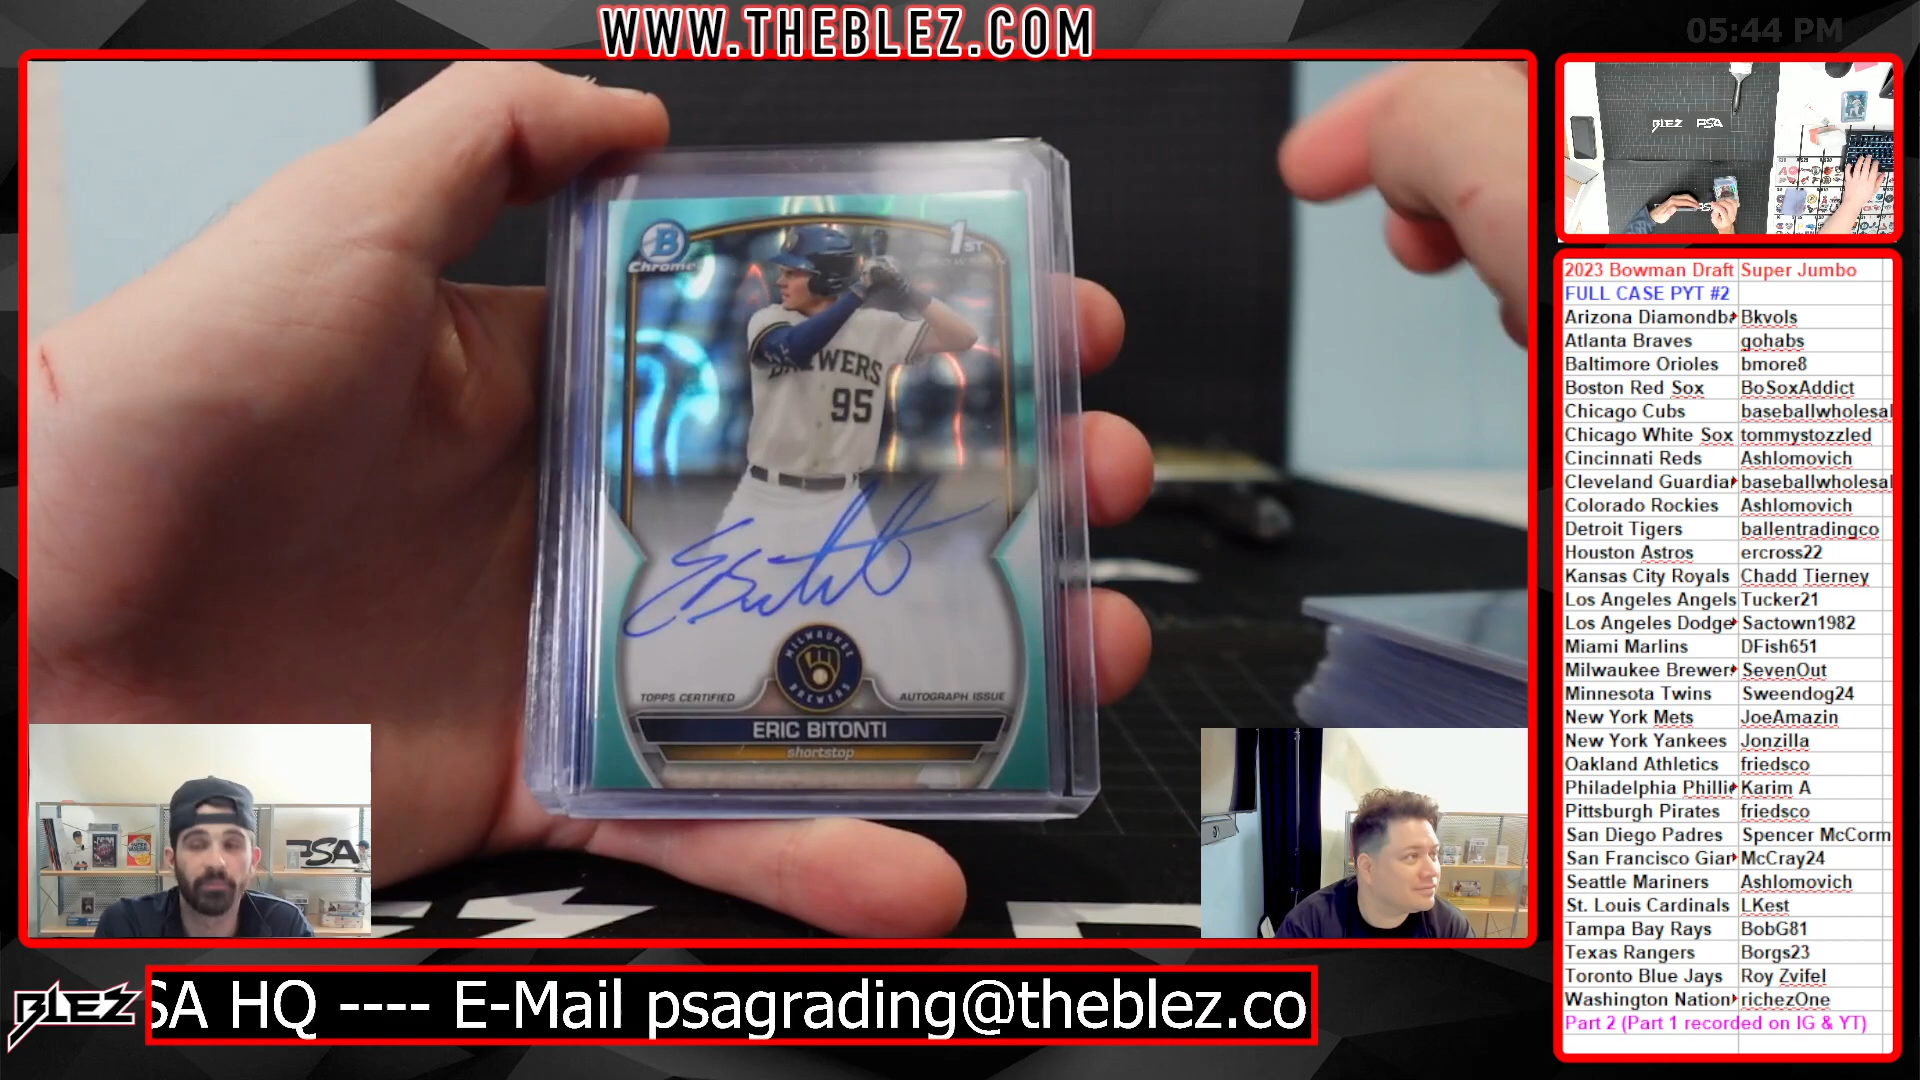 WWW.THEBLEZ.COM
05:44 PM
BLEZ PSA
B
Chrome
1ST
BREWERS
95
MILWAUKEE
BREWERS
TOPPS CERTIFIED
AUTOGRAPH ISSUE
ERIC BITONTI
shortstop
PSA
2023 Bowman Draft Super Jumbo
FULL CASE PYT #2
Arizona Diamondba Bkvols
Atlanta Braves gohabs
Baltimore Orioles bmore8
Boston Red Sox BoSoxAddict
Chicago Cubs baseballwholesal
Chicago White Sox tommystozzled
Cincinnati Reds Ashlomovich
Cleveland Guardia baseballwholesal
Colorado Rockies Ashlomovich
Detroit Tigers ballentradingco
Houston Astros ercross22
Kansas City Royals Chadd Tierney
Los Angeles Angels Tucker21
Los Angeles Dodge Sactown1982
Miami Marlins DFish651
Milwaukee Brewer SevenOut
Minnesota Twins Sweendog24
New York Mets JoeAmazin
New York Yankees Jonzilla
Oakland Athletics friedsco
Philadelphia Philli Karim A
Pittsburgh Pirates friedsco
San Diego Padres Spencer McCorm
San Francisco Gian McCray24
Seattle Mariners Ashlomovich
St. Louis Cardinals LKest
Tampa Bay Rays BobG81
Texas Rangers Borgs23
Toronto Blue Jays Roy Zvifel
Washington Nation richezOne
Part 2 (Part 1 recorded on IG & YT)
BLEZ
SA HQ ---- E-Mail psagrading@theblez.co